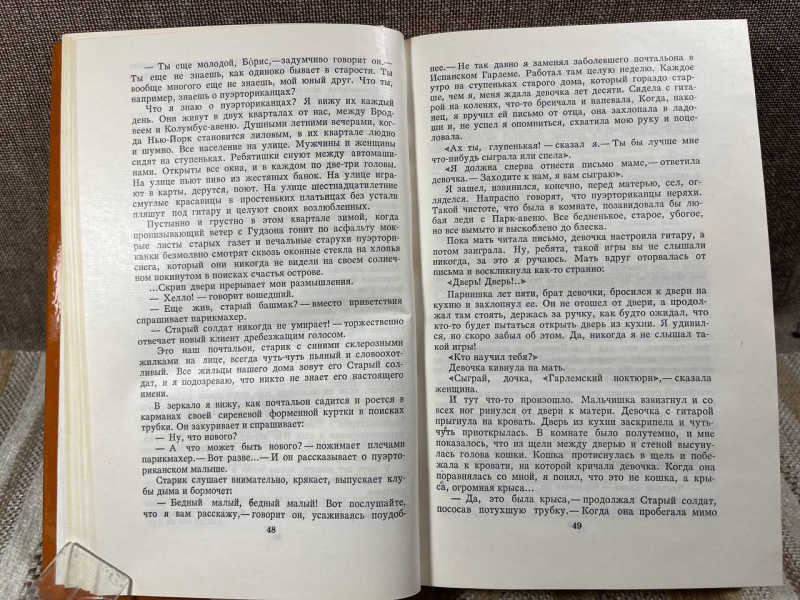 — Ты еще молодой, Борис,—задумчиво говорит он.—
Ты еще не знаешь, как одиноко бывает в старости. Ты
вообще многого еще не знаешь, мой юный друг. Что ты,
например, знаешь о пуэрториканцах?
Что я знаю о пуэрториканцах? Я вижу их каждый
день. Они живут в двух кварталах от нас, между Брод-
веем и Колумбус-авеню. Душными летними вечерами, ког-
да Нью-Йорк становится лиловым, в их квартале людно
и шумно. Все население на улице. Мужчины и женщины
сидят на ступеньках. Ребятишки снуют между автомаши-
нами. Открыты все окна, и в каждом по две-три головы.
На улице пьют пиво из жестяных банок. На улице игра-
ют в карты, дерутся, поют. На улице шестнадцатилетние
смуглые красавицы в простеньких платьицах без устали
пляшут под гитару и целуют своих возлюбленных.
Пустынно и грустно в этом квартале зимой, когда
пронизывающий ветер с Гудзона гонит по асфальту мок-
рые листы старых газет и печальные старухи пуэртори-
канки безмолвно смотрят сквозь оконные стекла на хлопья
снега, который они никогда не видели на своем солнеч-
ном покинутом в поисках счастья острове.
...Скрип двери прерывает мои размышления.
— Хелло!—говорит вошедший.
— Еще жив, старый башмак?—вместо приветствия
спрашивает парикмахер.
— Старый солдат никогда не умирает!—торжественно
отвечает новый клиент дребезжащим голосом.
Это наш почтальон, старик с синими склерозными
жилками на лице, всегда чуть-чуть пьяный и словоохот-
ливый. Все жильцы нашего дома зовут его Старый сол-
дат, и я подозреваю, что никто не знает его настоящего
имени.
В зеркало я вижу, как почтальон садится и роется в
карманах своей сиреневой форменной куртки в поисках
трубки. Он закуривает и спрашивает:
— Ну, что нового?
— А что может быть нового?—пожимает плечами
парикмахер.— Вот разве...— И он рассказывает о пуэрто-
риканском малыше.
Старик слушает внимательно, крякает, выпускает клу-
бы дыма и бормочет:
— Бедный малый, бедный малый! Вот послушайте,
что я вам расскажу,—говорит он, усаживаясь поудоб-
48
нее.— Не так давно я заменял заболевшего почтальона в
Испанском Гарлеме. Работал там целую неделю. Каждое
утро на ступеньках старого дома, который гораздо стар-
ше, чем я, меня ждала девочка лет десяти. Сидела с гита-
рой на коленях, что-то бренчала и напевала. Когда, нако-
нец, я вручил ей письмо от отца, она захлопала в ладо-
ши и, не успел я опомниться, схватила мою руку и поце-
ловала.
«Ах ты, глупенькая!—сказал я.— Ты бы лучше мне
что-нибудь сыграла или спела».
«Я должна сперва отнести письмо маме,—ответила
девочка.— Заходите к нам, я вам сыграю».
Я зашел, извинился, конечно, перед матерью, сел, ог-
ляделся. Напрасно говорят, что пуэрториканцы неряхи.
Такой чистоте, что была в комнате, позавидовала бы лю-
бая леди с Парк-авеню. Все бедненькое, старое, убогое,
но все вымыто и выскоблено до блеска.
Пока мать читала письмо, девочка настроила гитару, а
потом заиграла. Ну, ребята, такой игры вы не слышали
никогда, за это я ручаюсь. Мать вдруг оторвалась от
письма и воскликнула как-то странно:
«Дверь! Дверь!..»
Парнишка лет пяти, брат девочки, бросился к двери на
кухню и захлопнул ее. Он не отошел от двери, а продол-
жал там стоять, держась за ручку, как будто ожидал, что
кто-то будет пытаться открыть дверь из кухни. Я удивил-
ся, но скоро забыл об этом. Да, никогда я не слышал та-
кой игры!
«Кто научил тебя?»
Девочка кивнула на мать.
«Сыграй, дочка, «Гарлемский ноктюрн»,—сказала
женщина.
И тут что-то произошло. Мальчишка взвизгнул и со
всех ног ринулся от двери к матери. Девочка с гитарой
прыгнула на кровать. Дверь из кухни заскрипела и чуть-
чуть приоткрылась. В комнате было полутемно, и мне
показалось, что из щели между дверью и стеной высуну-
лась голова кошки. Кошка протиснулась в щель и побе-
жала к кровати, на которой кричала девочка. Когда она
поравнялась со мной, я понял, что это не кошка, а кры-
са, огромная крыса...
— Да, это была крыса,—продолжал Старый солдат,
пососав потухшую трубку.— Когда она пробегала мимо
49